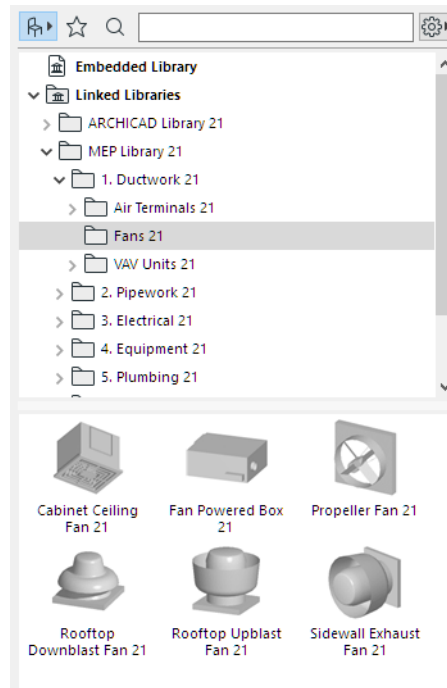 Embedded Library
Linked Libraries
ARCHICAD Library 21
MEP Library 21
1. Ductwork 21
Air Terminals 21
Fans 21
VAV Units 21
2. Pipework 21
3. Electrical 21
4. Equipment 21
5. Plumbing 21
Cabinet Ceiling
Fan 21
Fan Powered Box
21
Propeller Fan 21
Rooftop
Downblast Fan 21
Rooftop Upblast
Fan 21
Sidewall Exhaust
Fan 21